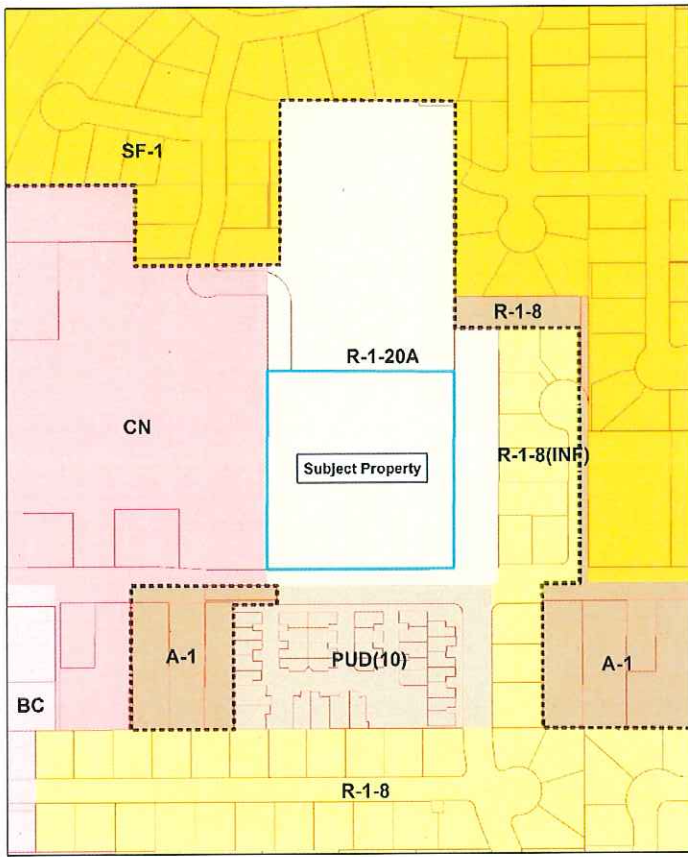 SF-1
R-1-8
R-1-20A
CN
R-1-8(INF)
Subject Property
A-1
PUD(10)
A-1
BC
R-1-8